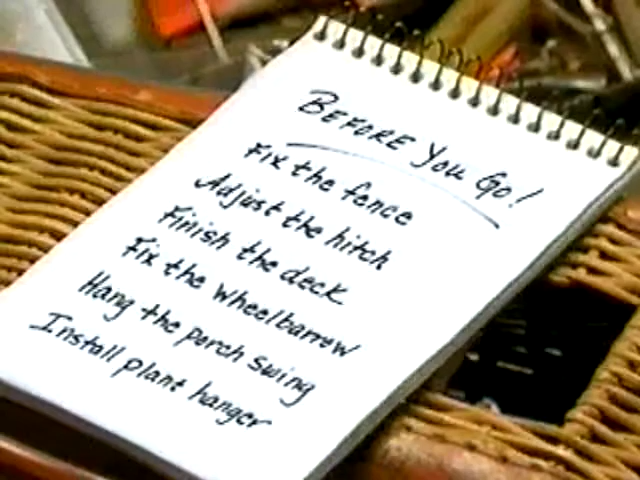 BEFORE You Go!
Fix the fence
Adjust the hitch
Finish the deck
Fix the wheelbarrow
Hang the porch swing
Install plant hanger